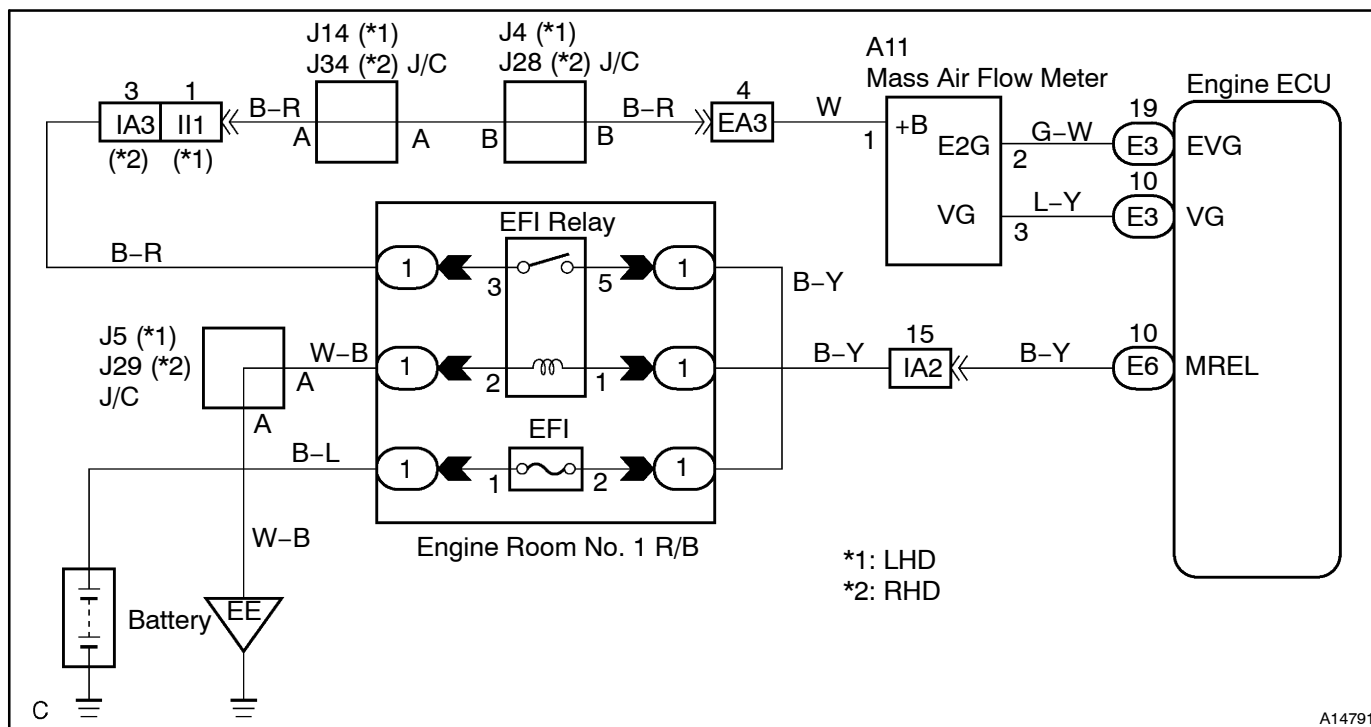 J14 (*1)
J34 (*2) J/C
J4 (*1)
J28 (*2) J/C
A11
Mass Air Flow Meter
Engine ECU
3 1
IA3 II1
(*2) (*1)
B–R
A A
B B
B–R
4
EA3
W
1
+B
E2G
VG
G–W
2
L–Y
3
19
E3
EVG
10
E3
VG
B–R
EFI Relay
1
3 5
1
B–Y
J5 (*1)
J29 (*2)
J/C
W–B
A
A
1
2 1
1
B–Y
15
IA2
B–Y
10
E6
MREL
EFI
B–L
1
1 2
1
W–B
Engine Room No. 1 R/B
*1: LHD
*2: RHD
Battery
EE
C
A14791